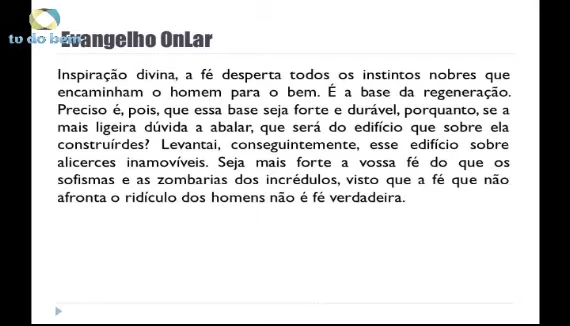 tv do bem
Evangelho OnLar
Inspiração divina, a fé desperta todos os instintos nobres que
encaminham o homem para o bem. É a base da regeneração.
Preciso é, pois, que essa base seja forte e durável, porquanto, se a
mais ligeira dúvida a abalar, que será do edifício que sobre ela
construírdes? Levantai, conseguintemente, esse edifício sobre
alicerces inamovíveis. Seja mais forte a vossa fé do que os
sofismas e as zombarias dos incrédulos, visto que a fé que não
afronta o ridículo dos homens não é fé verdadeira.